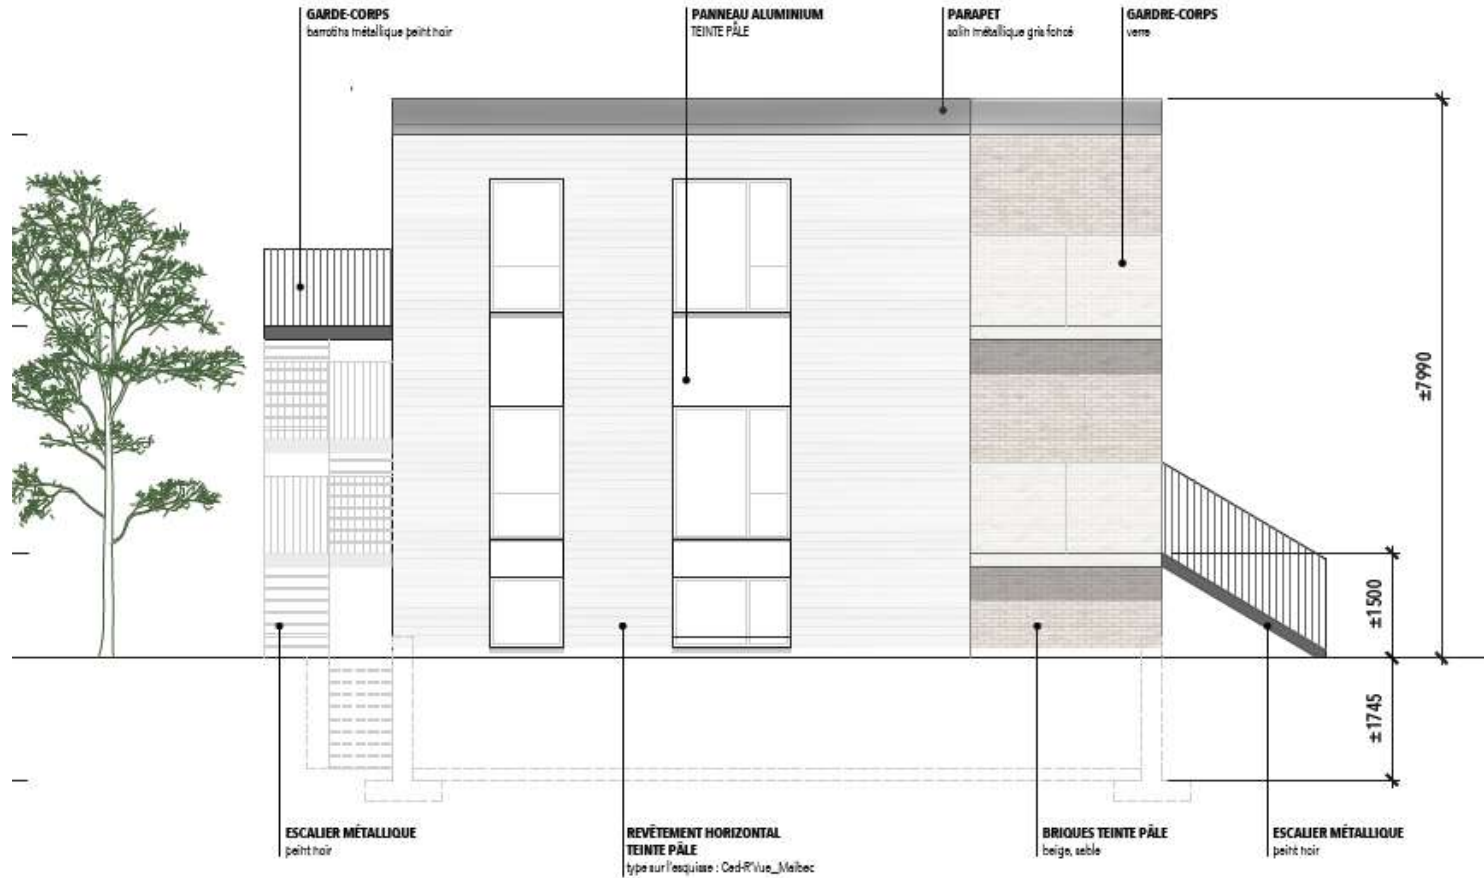 GARDE-CORPS
barrotins métallique peint noir
PANNEAU ALUMINIUM
TEINTE PÂLE
PARAPET
solin métallique gris foncé
GARDRE-CORPS
verre
±7990
±1500
±1745
ESCALIER MÉTALLIQUE
peint noir
REVÊTEMENT HORIZONTAL
TEINTE PÂLE
type sur l'esquisse : Ced-R'Vue_Maibec
BRIQUES TEINTE PÂLE
beige, sable
ESCALIER MÉTALLIQUE
peint noir